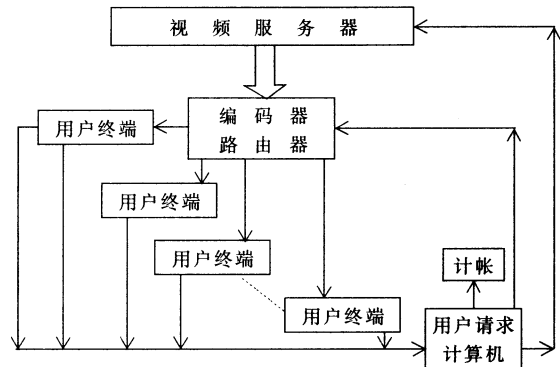 视频服务器
编码器
路由器
用户终端
用户终端
用户终端
用户终端
计帐
用户请求
计算机